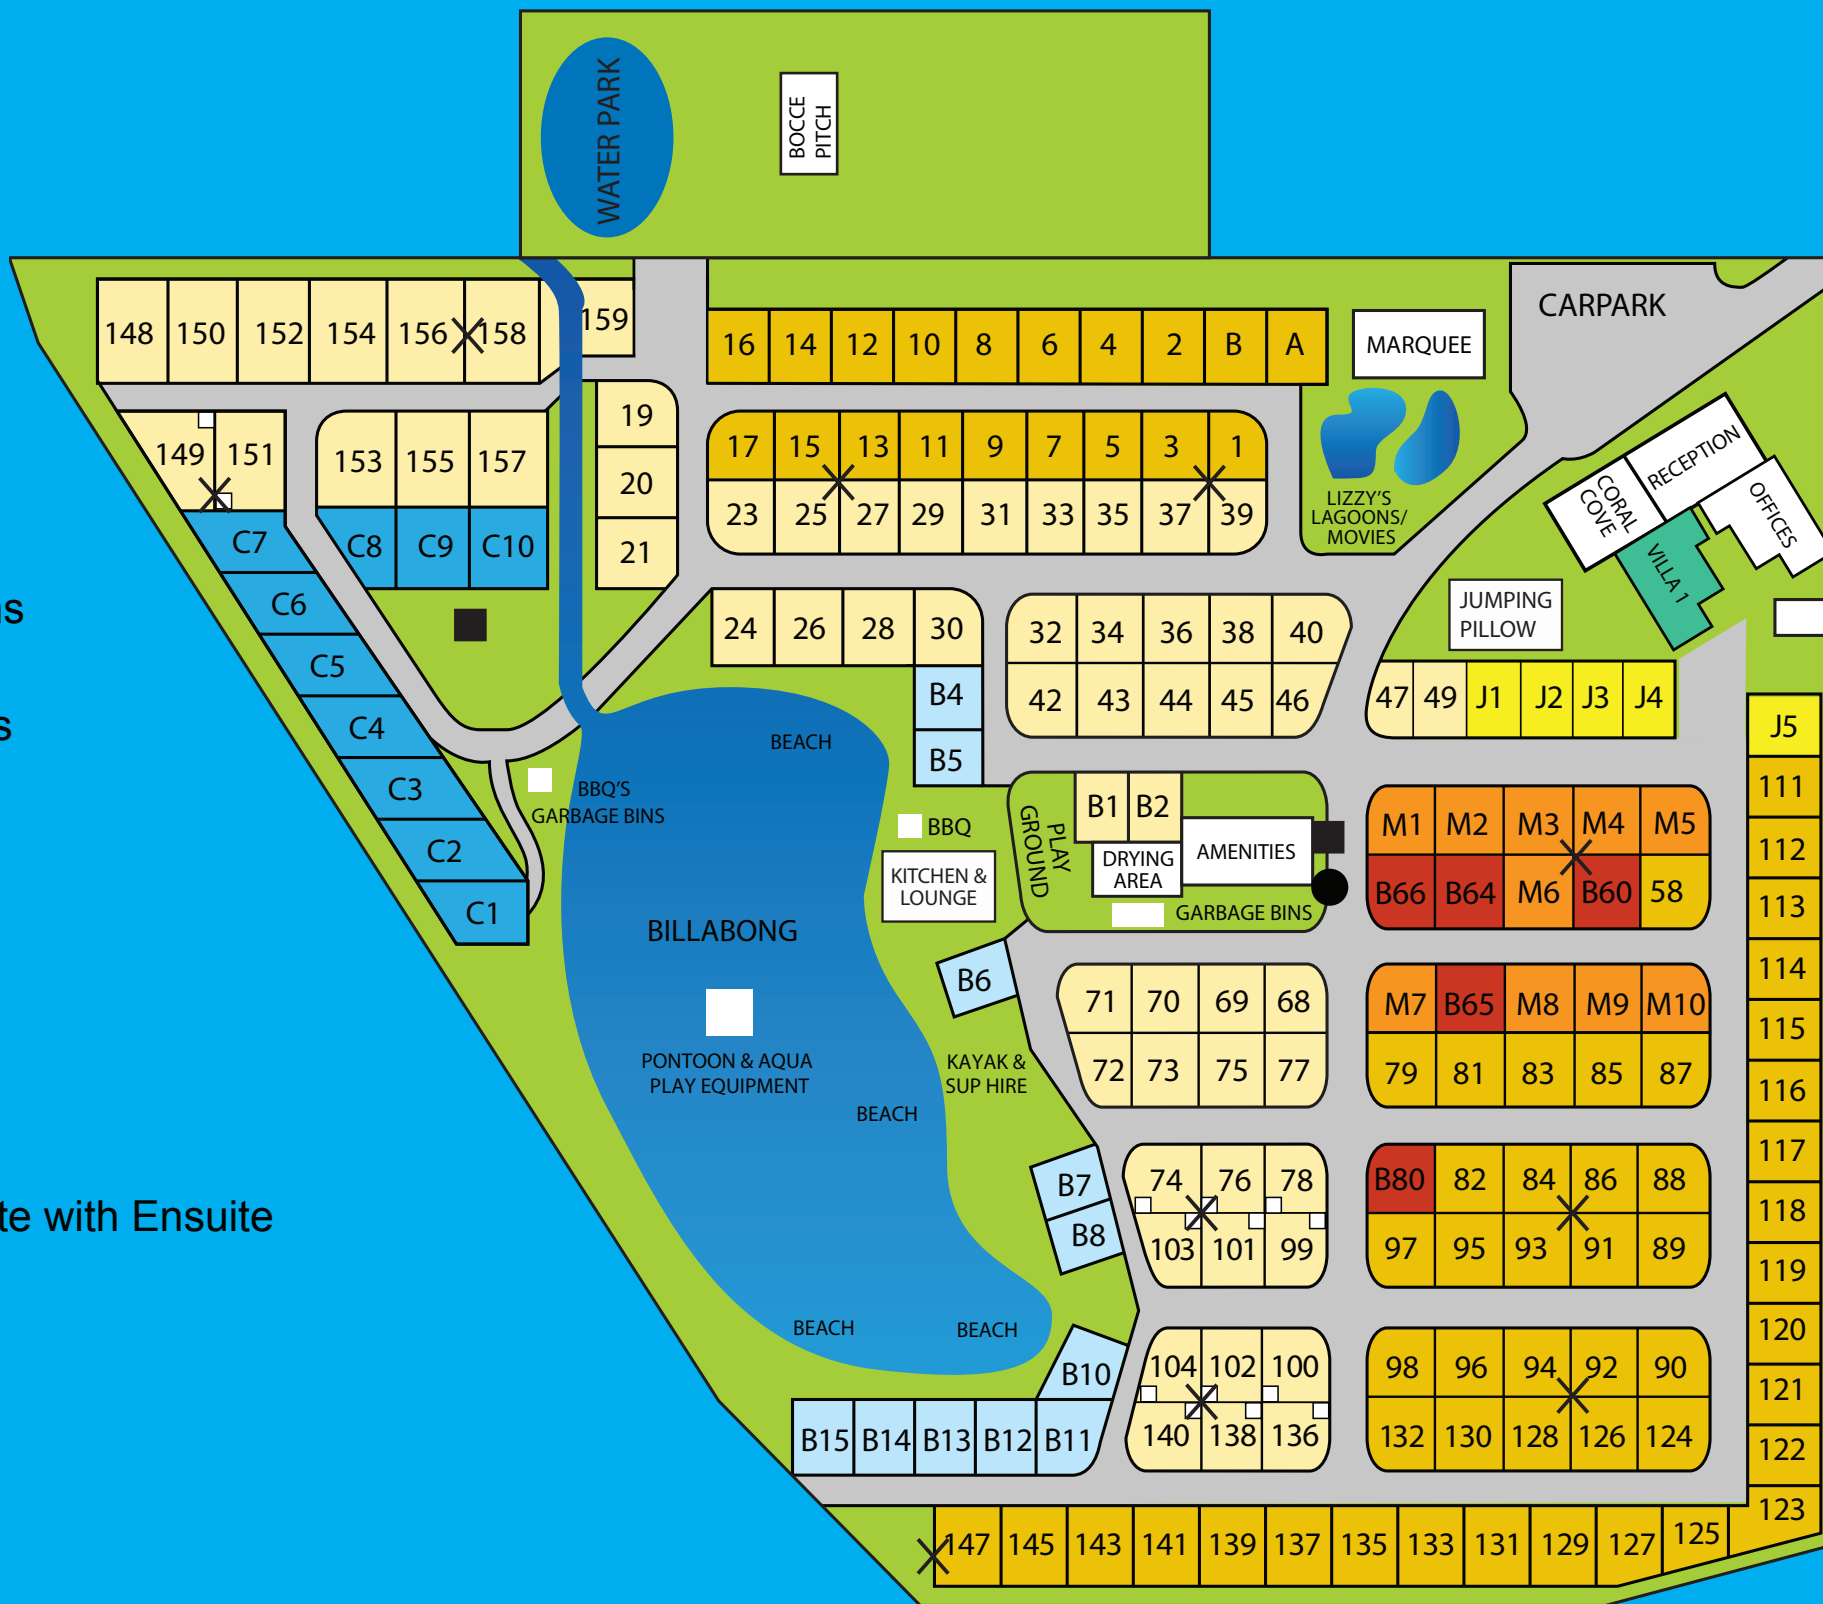 WATER PARK
BOCCE
PITCH
148 150 152 154 156 158 159
16 14 12 10 8 6 4 2 B A
MARQUEE
CARPARK
149 151
153 155 157
19
20
21
17 15 13 11 9 7 5 3 1
23 25 27 29 31 33 35 37 39
LIZZY'S
LAGOONS/
MOVIES
RECEPTION
CORAL
COVE
OFFICES
VILLA 1
C7
C8 C9 C10
C6
C5
C4
C3
C2
C1
24 26 28 30
32 34 36 38 40
42 43 44 45 46
JUMPING
PILLOW
47 49 J1 J2 J3 J4
J5
B4
B5
BEACH
BBQ'S
GARBAGE BINS
BBQ
KITCHEN &
LOUNGE
PLAY
GROUND
B1 B2
DRYING
AREA
AMENITIES
GARBAGE BINS
M1 M2 M3 M4 M5
B66 B64 M6 B60 58
111
112
113
114
115
116
117
118
119
120
121
122
123
BILLABONG
PONTOON & AQUA
PLAY EQUIPMENT
B6
KAYAK &
SUP HIRE
BEACH
71 70 69 68
72 73 75 77
M7 B65 M8 M9 M10
79 81 83 85 87
B7
B8
74 76 78
103 101 99
B80 82 84 86 88
97 95 93 91 89
BEACH
BEACH
B10
B15 B14 B13 B12 B11
104 102 100
140 138 136
98 96 94 92 90
132 130 128 126 124
147 145 143 141 139 137 135 133 131 129 127 125
with Ensuite